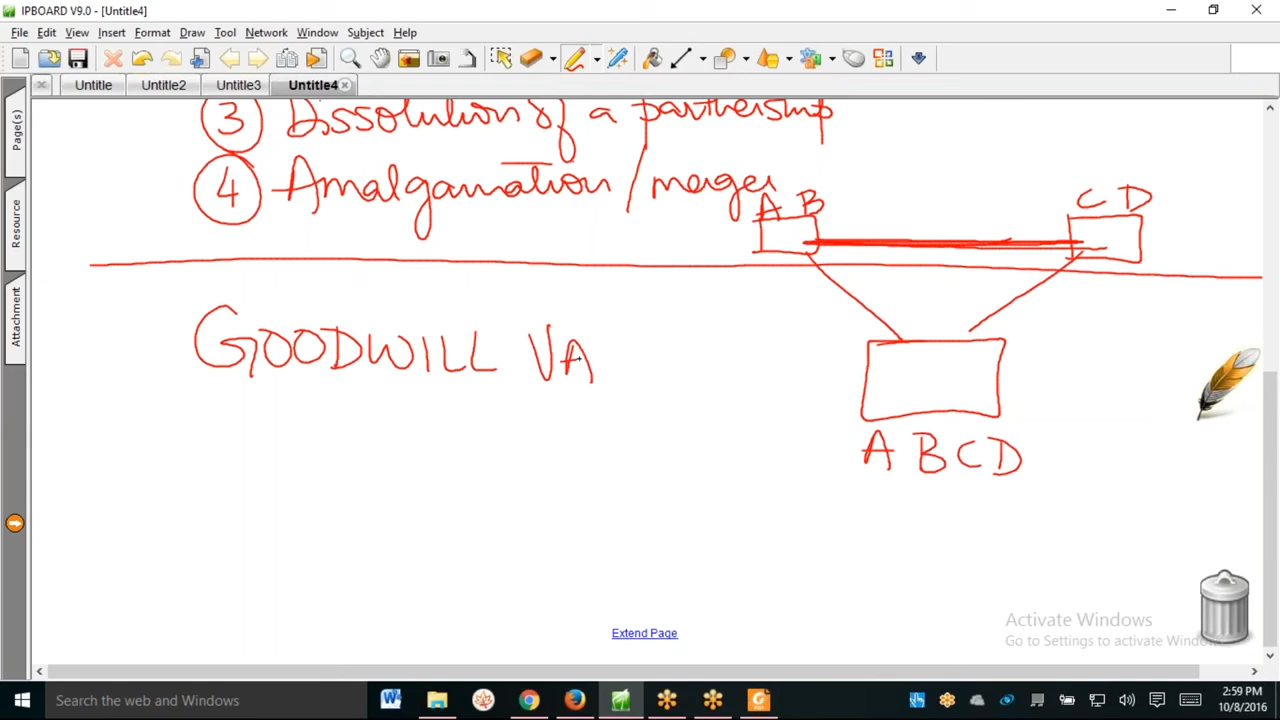 IPBOARD V9.0 - [Untitle4]
File Edit View Insert Format Draw Tool Network Window Subject Help
Untitle Untitle2 Untitle3 Untitle4
Page(s)
Resource
Attachment
3 Dissolution of a partnership
4 Amalgamation / merger
A B
C D
GOODWILL VA
A B C D
Extend Page
Activate Windows
Go to Settings to activate Windows
Search the web and Windows
2:59 PM
10/8/2016